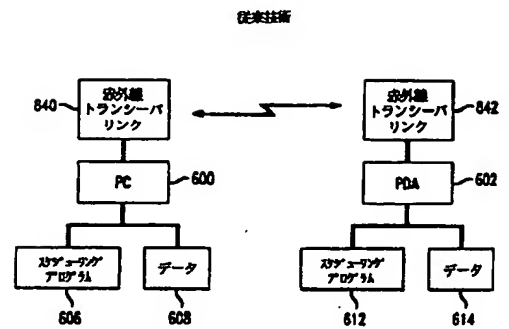 従来技術
840
赤外線
トランシーバ
リンク
赤外線
トランシーバ
リンク
842
PC
600
PDA
602
スケジューリング
プログラム
データ
スケジューリング
プログラム
データ
606
608
612
614